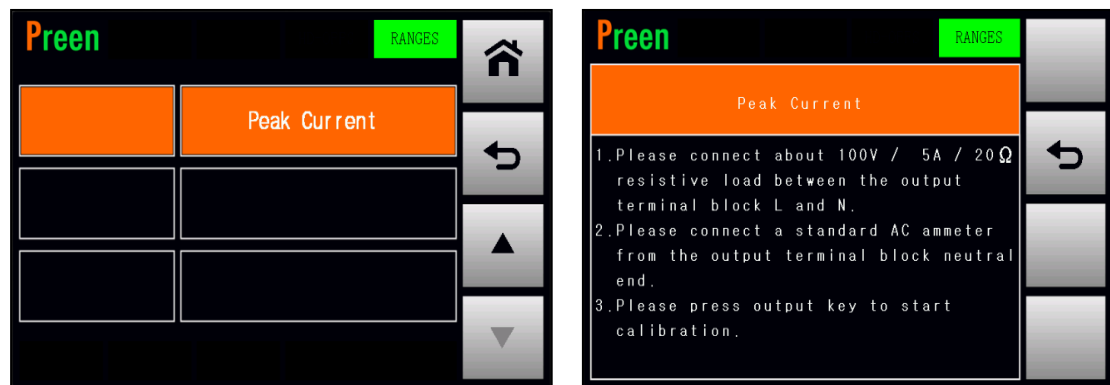 Preen
RANGES
Peak Current
Preen
RANGES
Peak Current
1.Please connect about 100V / 5A / 20Ω
resistive load between the output
terminal block L and N.
2.Please connect a standard AC ammeter
from the output terminal block neutral
end.
3.Please press output key to start
calibration.